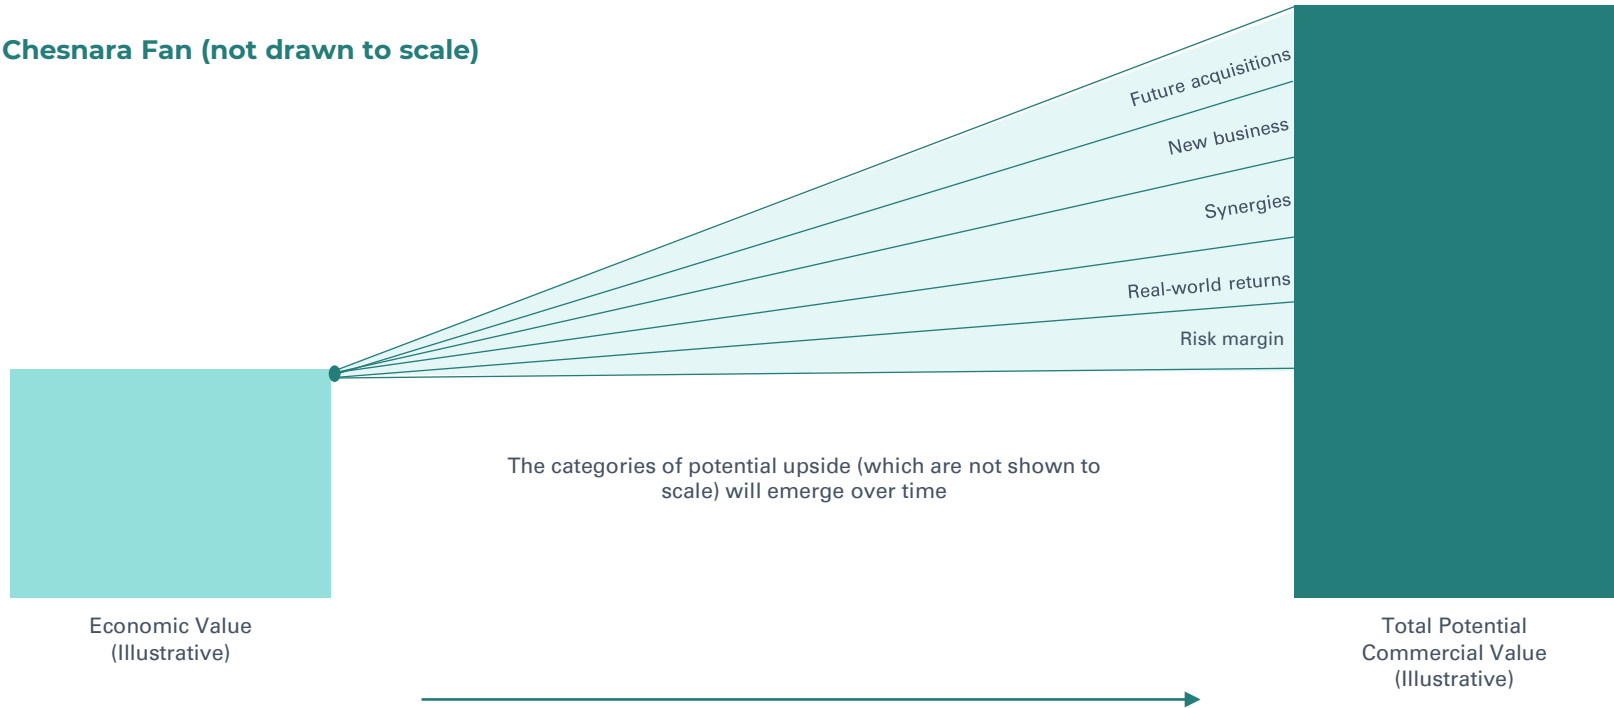 Chesnara Fan (not drawn to scale)
Future acquisitions
New business
Synergies
Real-world returns
Risk margin
The categories of potential upside (which are not shown to
scale) will emerge over time
Economic Value
(Illustrative)
Total Potential
Commercial Value
(Illustrative)